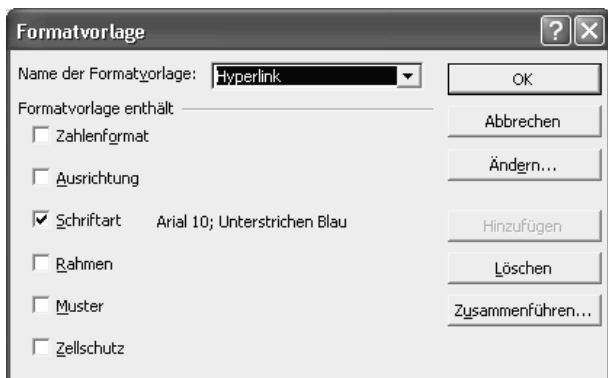 Formatvorlage
Name der Formatvorlage: Hyperlink
OK
Formatvorlage enthält
Abbrechen
Zahlenformat
Ausrichtung
Ändern...
Schriftart Arial 10; Unterstrichen Blau
Hinzufügen
Rahmen
Löschen
Muster
Zusammenführen...
Zellschutz